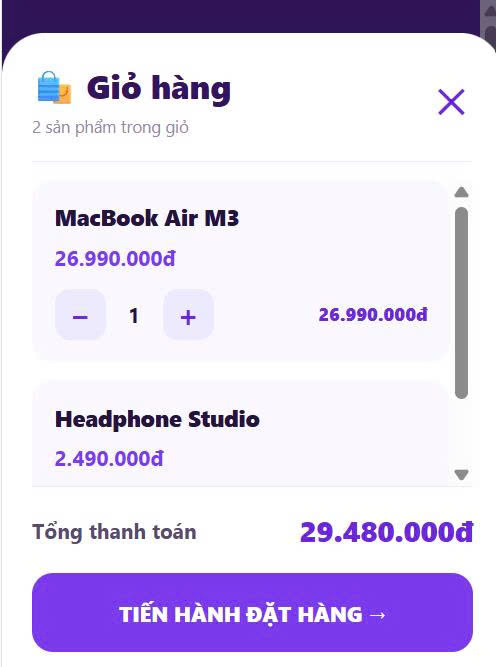 Giỏ hàng
2 sản phẩm trong giỏ
MacBook Air M3
26.990.000đ
− 1 + 26.990.000đ
Headphone Studio
2.490.000đ
Tổng thanh toán 29.480.000đ
TIẾN HÀNH ĐẶT HÀNG →